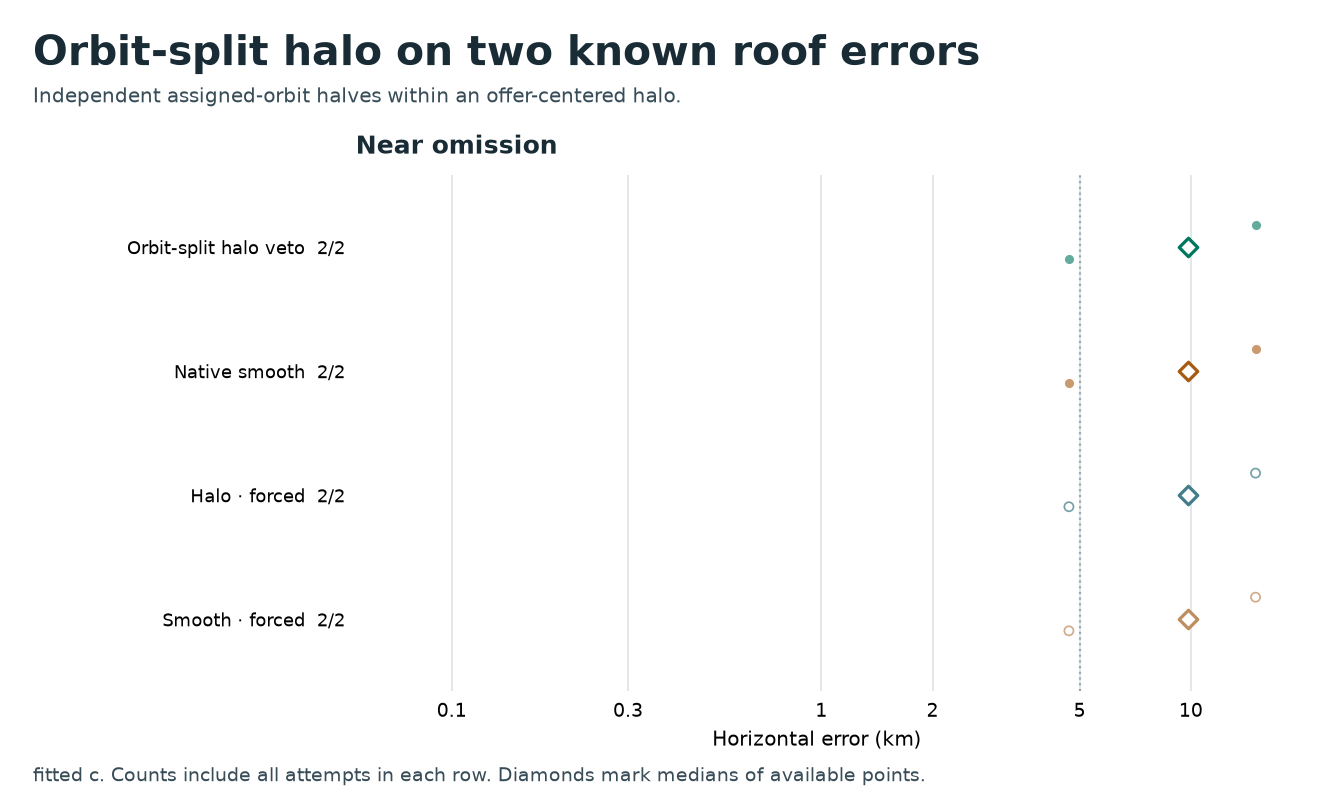 Orbit-split halo on two known roof errors
Independent assigned-orbit halves within an offer-centered halo.
Near omission
Orbit-split halo veto  2/2
Native smooth  2/2
Halo · forced  2/2
Smooth · forced  2/2
0.1  0.3  1  2  5  10
Horizontal error (km)
fitted c. Counts include all attempts in each row. Diamonds mark medians of available points.